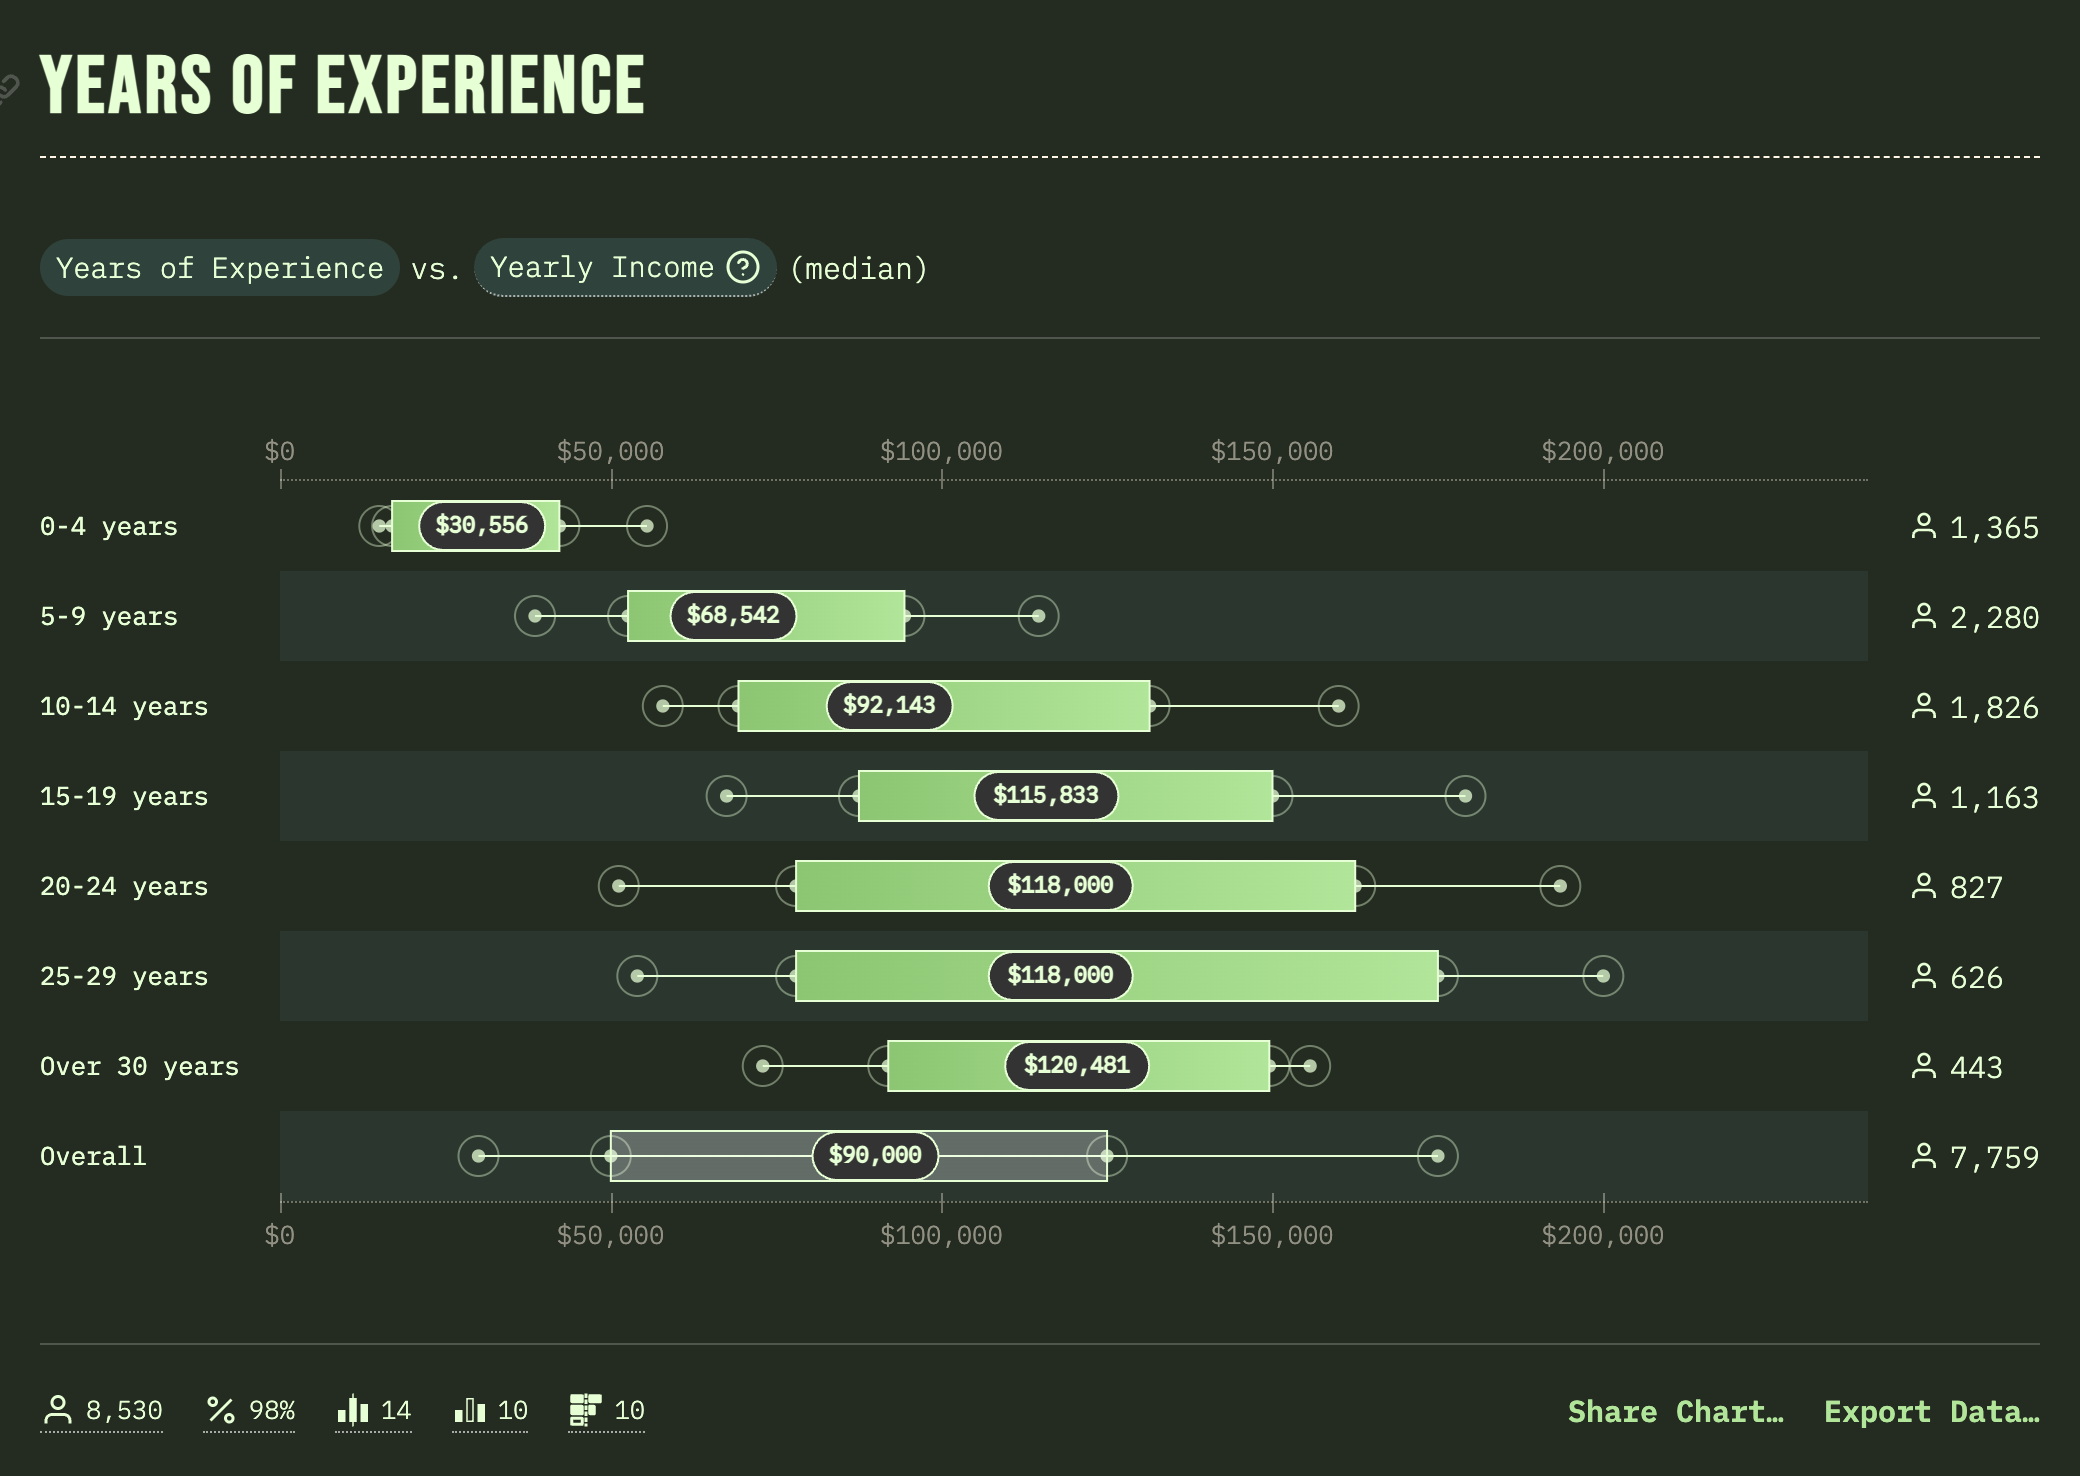 YEARS OF EXPERIENCE
Years of Experience vs. Yearly Income ? (median)
$0 $50,000 $100,000 $150,000 $200,000
0-4 years $30,556 1,365
5-9 years $68,542 2,280
10-14 years $92,143 1,826
15-19 years $115,833 1,163
20-24 years $118,000 827
25-29 years $118,000 626
Over 30 years $120,481 443
Overall $90,000 7,759
$0 $50,000 $100,000 $150,000 $200,000
8,530 % 98% 14 10 10 Share Chart… Export Data…